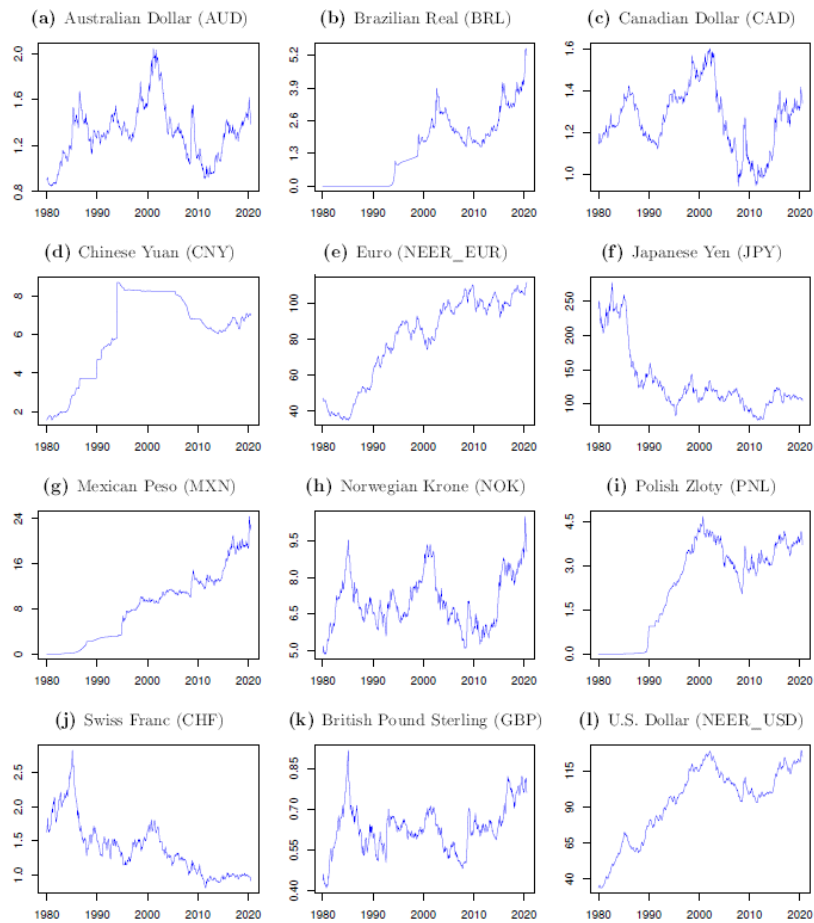 (a) Australian Dollar (AUD)
(b) Brazilian Real (BRL)
(c) Canadian Dollar (CAD)
2.0
1.6
1.2
0.8
1980 1990 2000 2010 2020
5.2
3.9
2.6
1.3
0.0
1980 1990 2000 2010 2020
1.6
1.4
1.2
1.0
1980 1990 2000 2010 2020
(d) Chinese Yuan (CNY)
(e) Euro (NEER_EUR)
(f) Japanese Yen (JPY)
8
6
4
2
1980 1990 2000 2010 2020
100
80
60
40
1980 1990 2000 2010 2020
250
200
150
100
1980 1990 2000 2010 2020
(g) Mexican Peso (MXN)
(h) Norwegian Krone (NOK)
(i) Polish Zloty (PNL)
24
16
8
0
1980 1990 2000 2010 2020
9.5
8.0
6.5
5.0
1980 1990 2000 2010 2020
4.5
3.0
1.5
0.0
1980 1990 2000 2010 2020
(j) Swiss Franc (CHF)
(k) British Pound Sterling (GBP)
(l) U.S. Dollar (NEER_USD)
2.5
2.0
1.5
1.0
1980 1990 2000 2010 2020
0.85
0.70
0.55
0.40
1980 1990 2000 2010 2020
115
90
65
40
1980 1990 2000 2010 2020